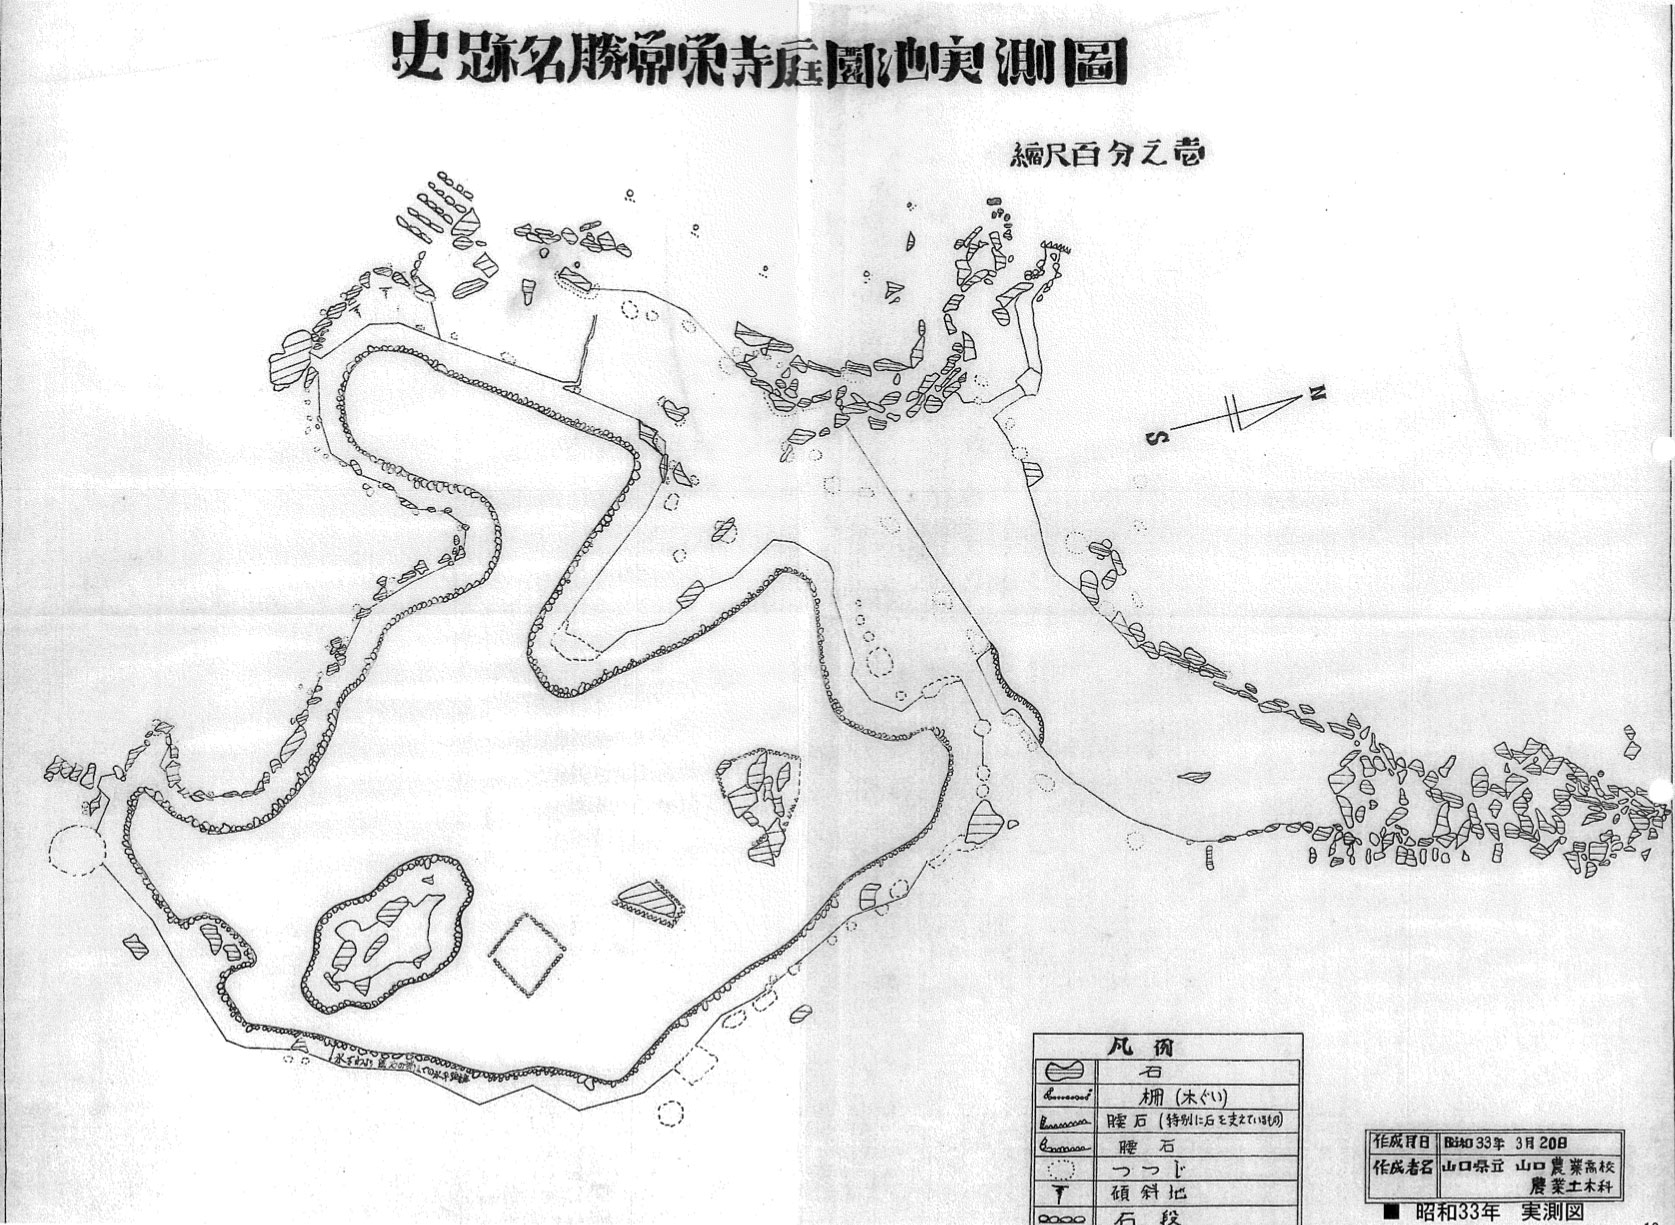 史跡名勝常栄寺庭園池実測圖
縮尺百分之壱
N
S
凡例
石
柵(木ぐい)
腰石(特別に石を支えているもの)
腰石
つつじ
傾斜地
石段
作成月日 昭和33年 3月20日
作成者名 山口県立 山口農業高校
農業土木科
■ 昭和33年 実測図